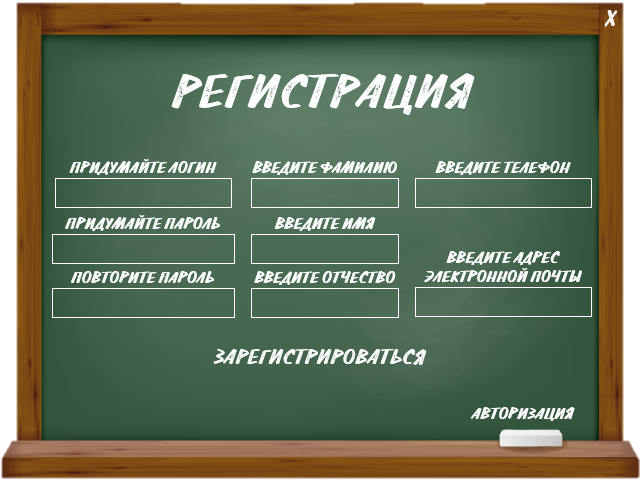 X
РЕГИСТРАЦИЯ
ПРИДУМАЙТЕ ЛОГИН
ВВЕДИТЕ ФАМИЛИЮ
ВВЕДИТЕ ТЕЛЕФОН
ПРИДУМАЙТЕ ПАРОЛЬ
ВВЕДИТЕ ИМЯ
ВВЕДИТЕ АДРЕС
ЭЛЕКТРОННОЙ ПОЧТЫ
ПОВТОРИТЕ ПАРОЛЬ
ВВЕДИТЕ ОТЧЕСТВО
ЗАРЕГИСТРИРОВАТЬСЯ
АВТОРИЗАЦИЯ